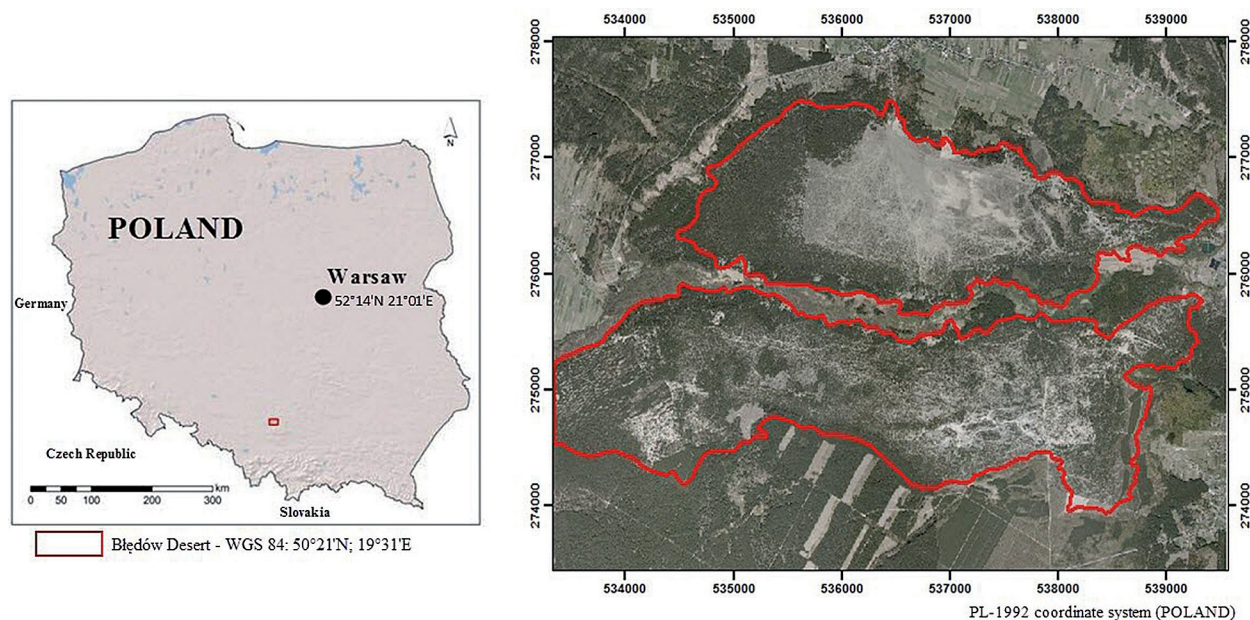 POLAND
N
Warsaw
52°14'N 21°01'E
Germany
Czech Republic
Slovakia
km
0 50 100 200 300
Błędów Desert - WGS 84: 50°21'N; 19°31'E
534000 535000 536000 537000 538000 539000
278000
278000
277000
277000
276000
276000
275000
275000
274000
274000
534000 535000 536000 537000 538000 539000
PL-1992 coordinate system (POLAND)